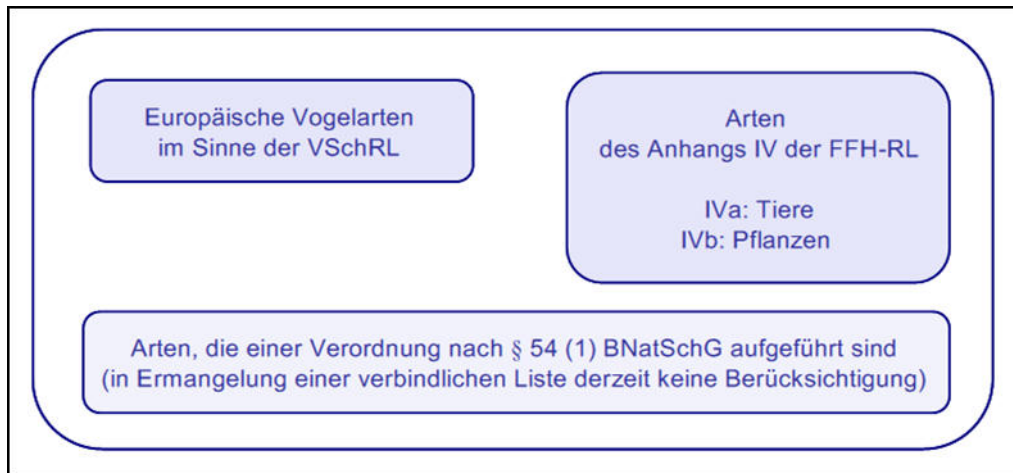 Europäische Vogelarten
im Sinne der VSchRL
Arten
des Anhangs IV der FFH-RL
IVa: Tiere
IVb: Pflanzen
Arten, die einer Verordnung nach § 54 (1) BNatSchG aufgeführt sind
(in Ermangelung einer verbindlichen Liste derzeit keine Berücksichtigung)